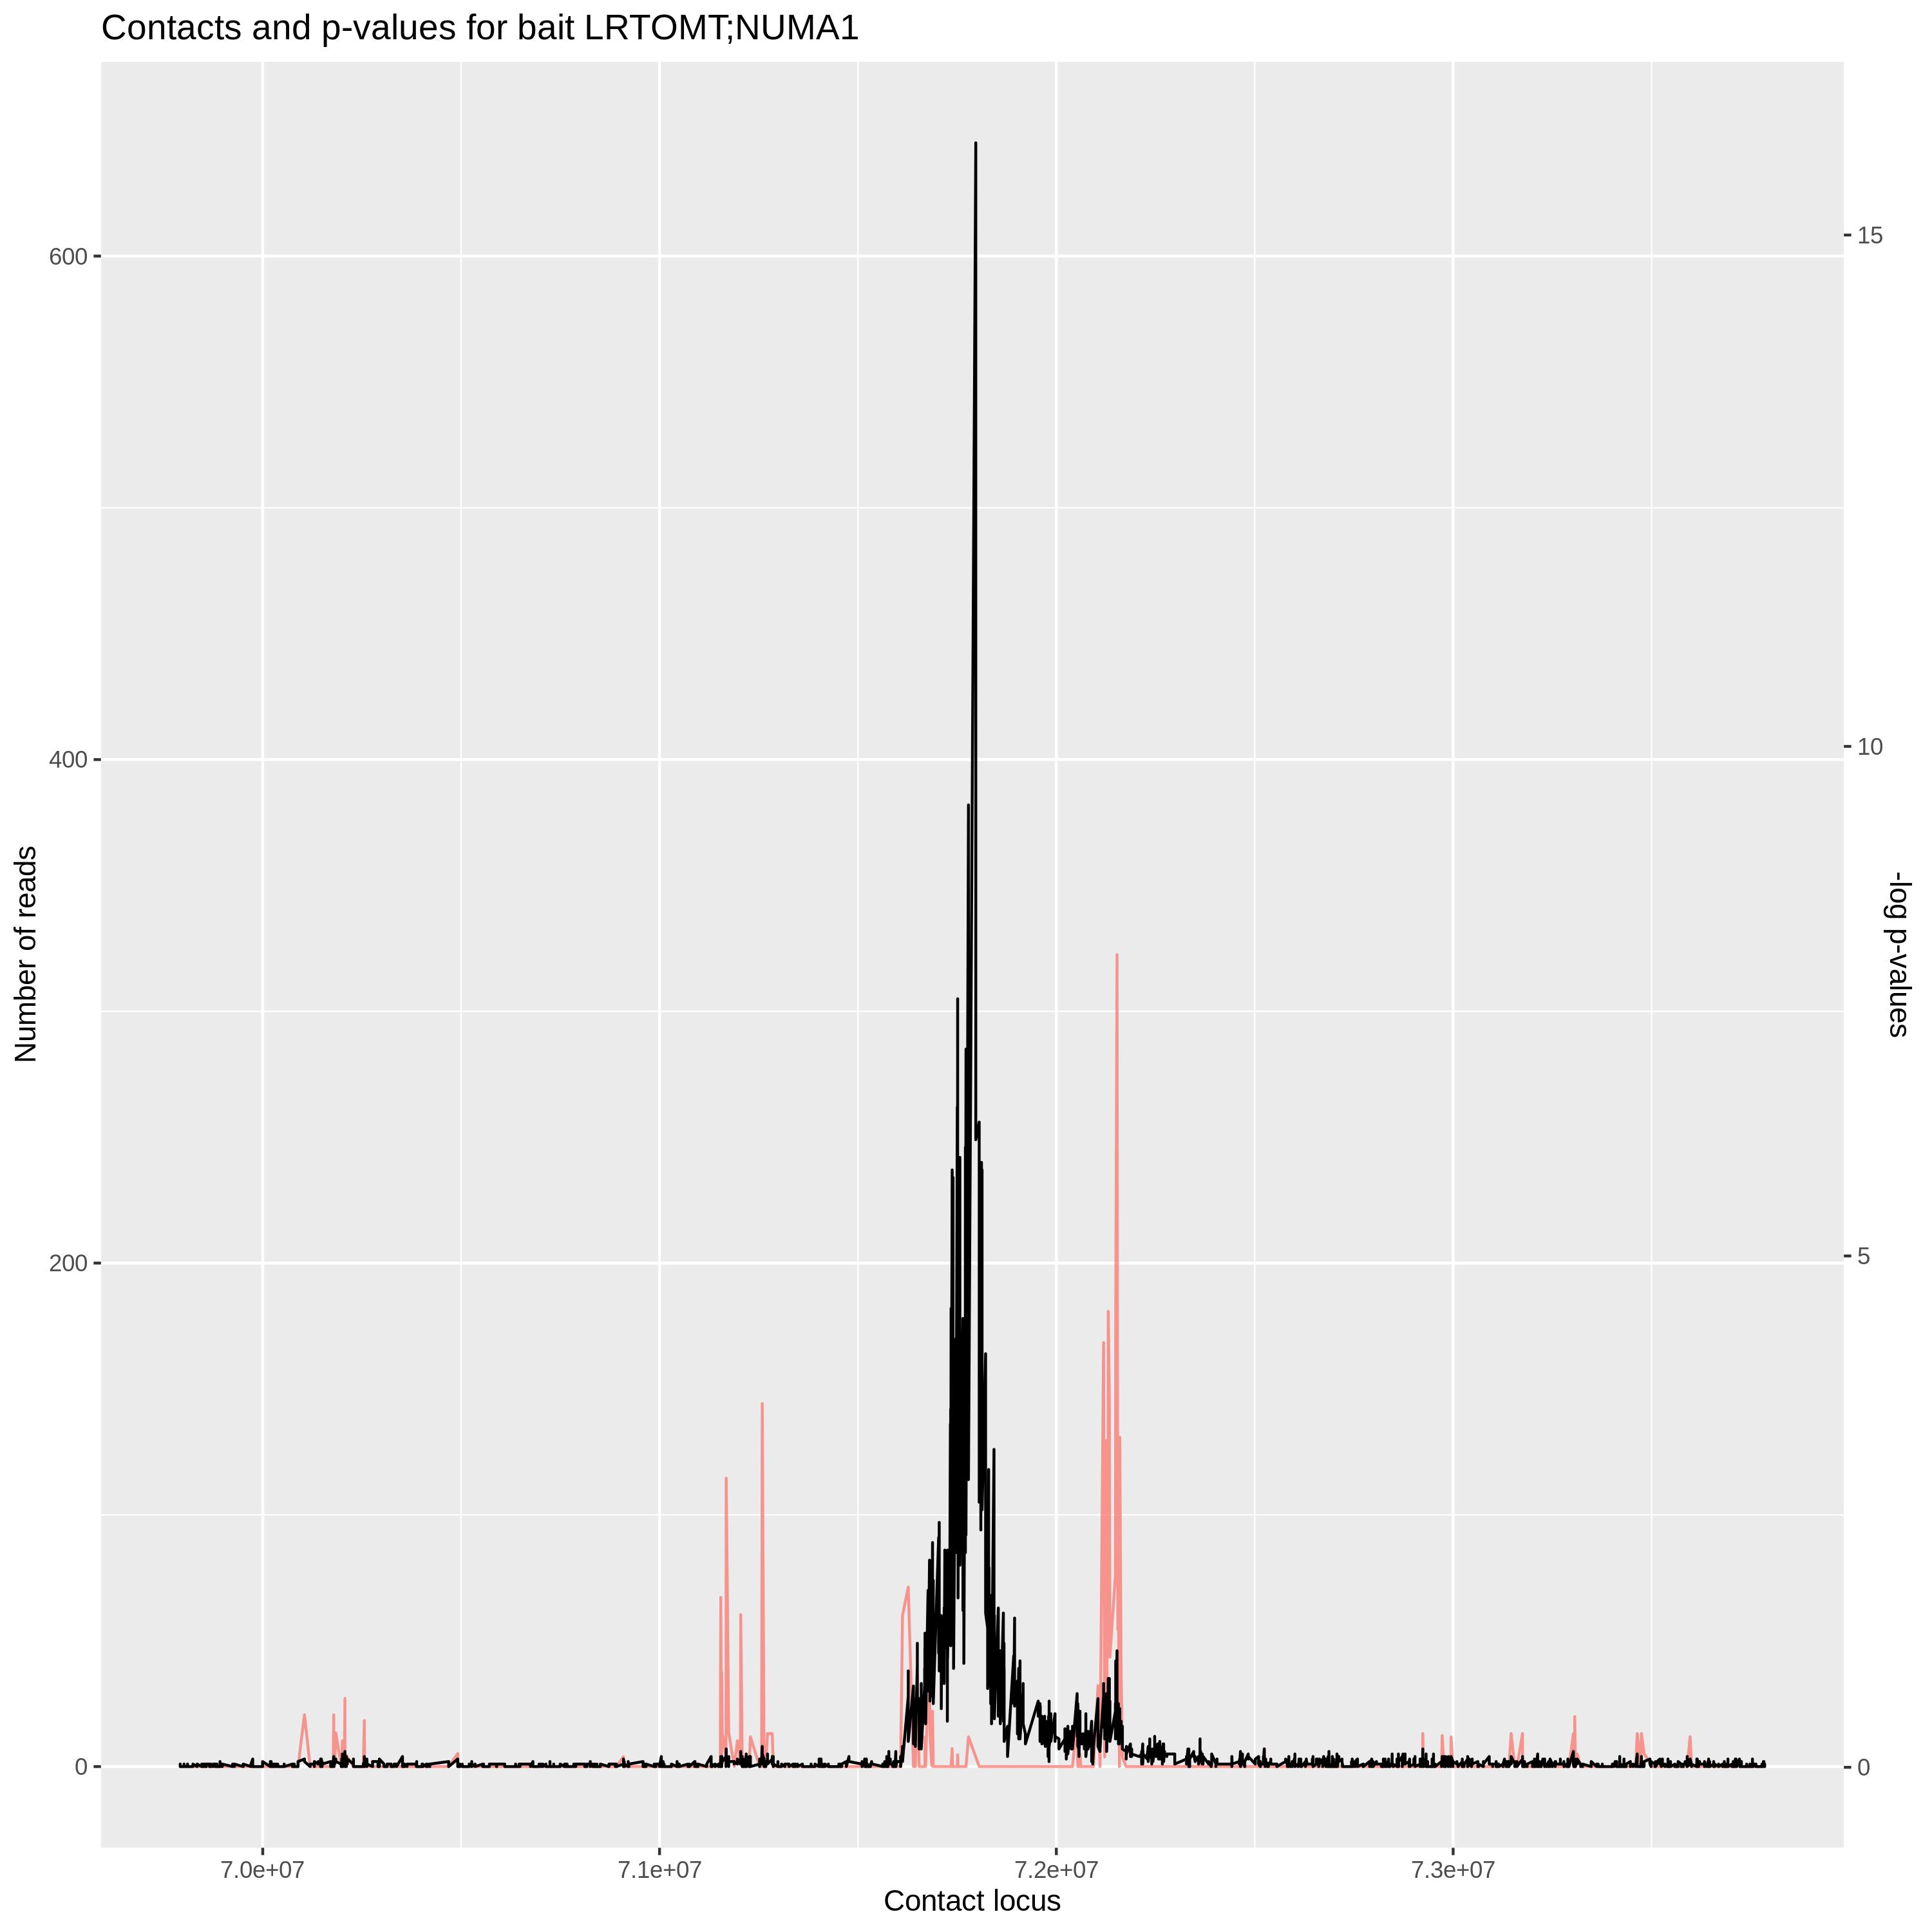 Contacts and p-values for bait LRTOMT;NUMA1
600
400
200
0
15
10
5
0
Number of reads
-log p-values
7.0e+07 7.1e+07 7.2e+07 7.3e+07
Contact locus